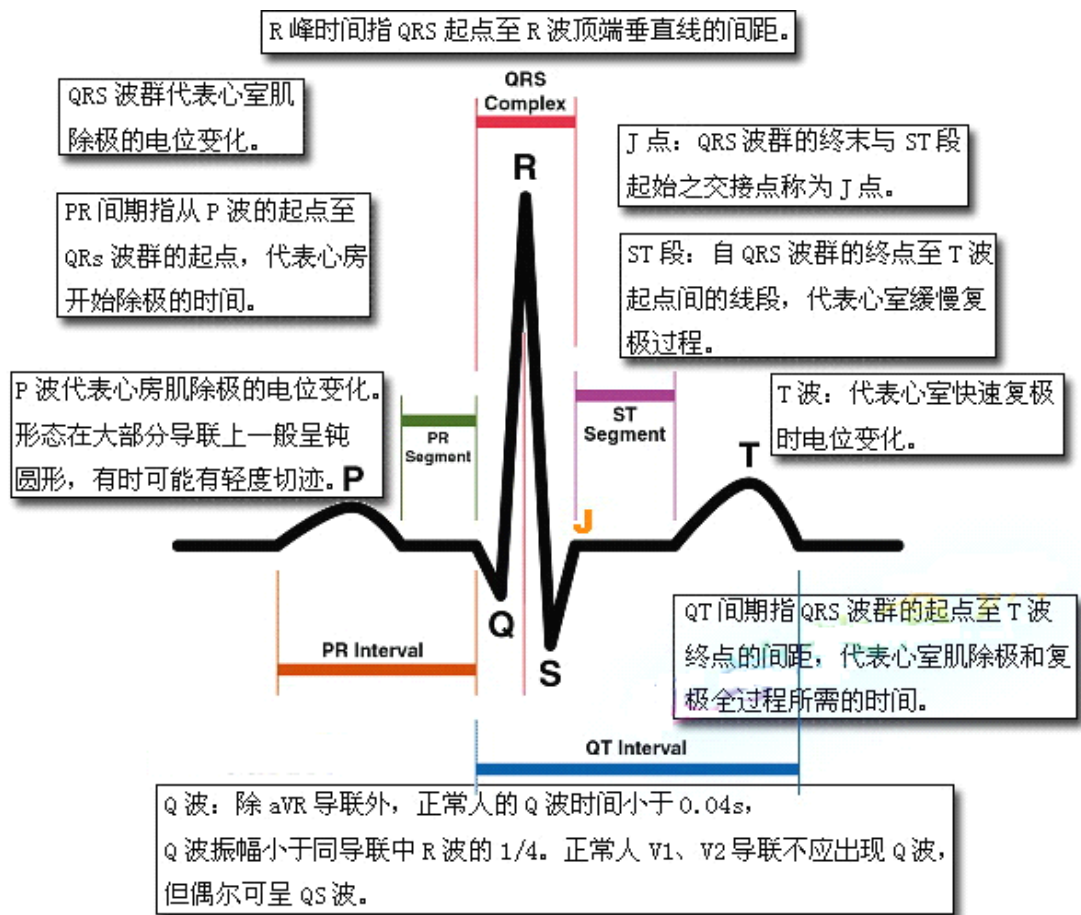 R 峰时间指 QRS 起点至 R 波顶端垂直线的间距。
QRS 波群代表心室肌
除极的电位变化。
QRS
Complex
J 点：QRS 波群的终末与 ST 段
起始之交接点称为 J 点。
R
PR 间期指从 P 波的起点至
QRs 波群的起点，代表心房
开始除极的时间。
ST 段：自 QRS 波群的终点至 T 波
起点间的线段，代表心室缓慢复
极过程。
P 波代表心房肌除极的电位变化。
形态在大部分导联上一般呈钝
圆形，有时可能有轻度切迹。
P
PR
Segment
ST
Segment
T 波：代表心室快速复极
时电位变化。
T
J
Q
S
PR Interval
QT 间期指 QRS 波群的起点至 T 波
终点的间距，代表心室肌除极和复
极全过程所需的时间。
QT Interval
Q 波：除 aVR 导联外，正常人的 Q 波时间小于 0.04s，
Q 波振幅小于同导联中 R 波的 1/4。正常人 V1、V2 导联不应出现 Q 波，
但偶尔可呈 QS 波。